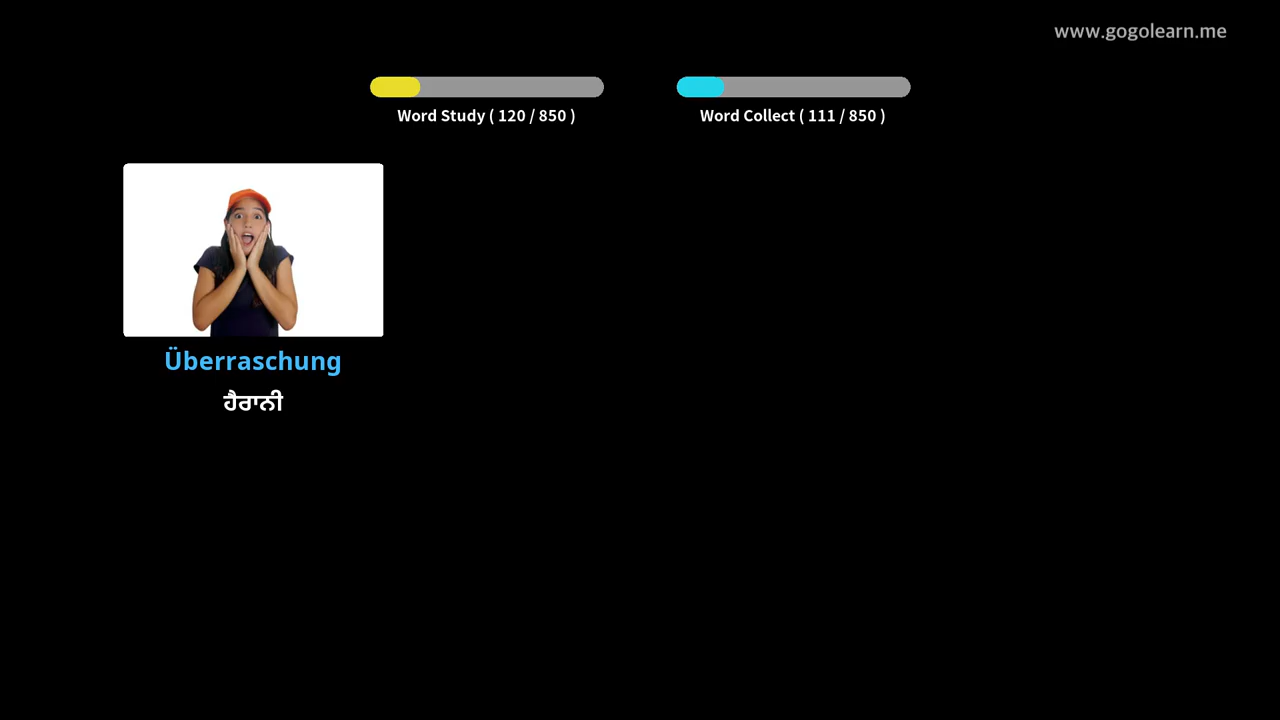 www.gogolearn.me
Word Study ( 120 / 850 )
Word Collect ( 111 / 850 )
Überraschung
ਹੈਰਾਨੀ